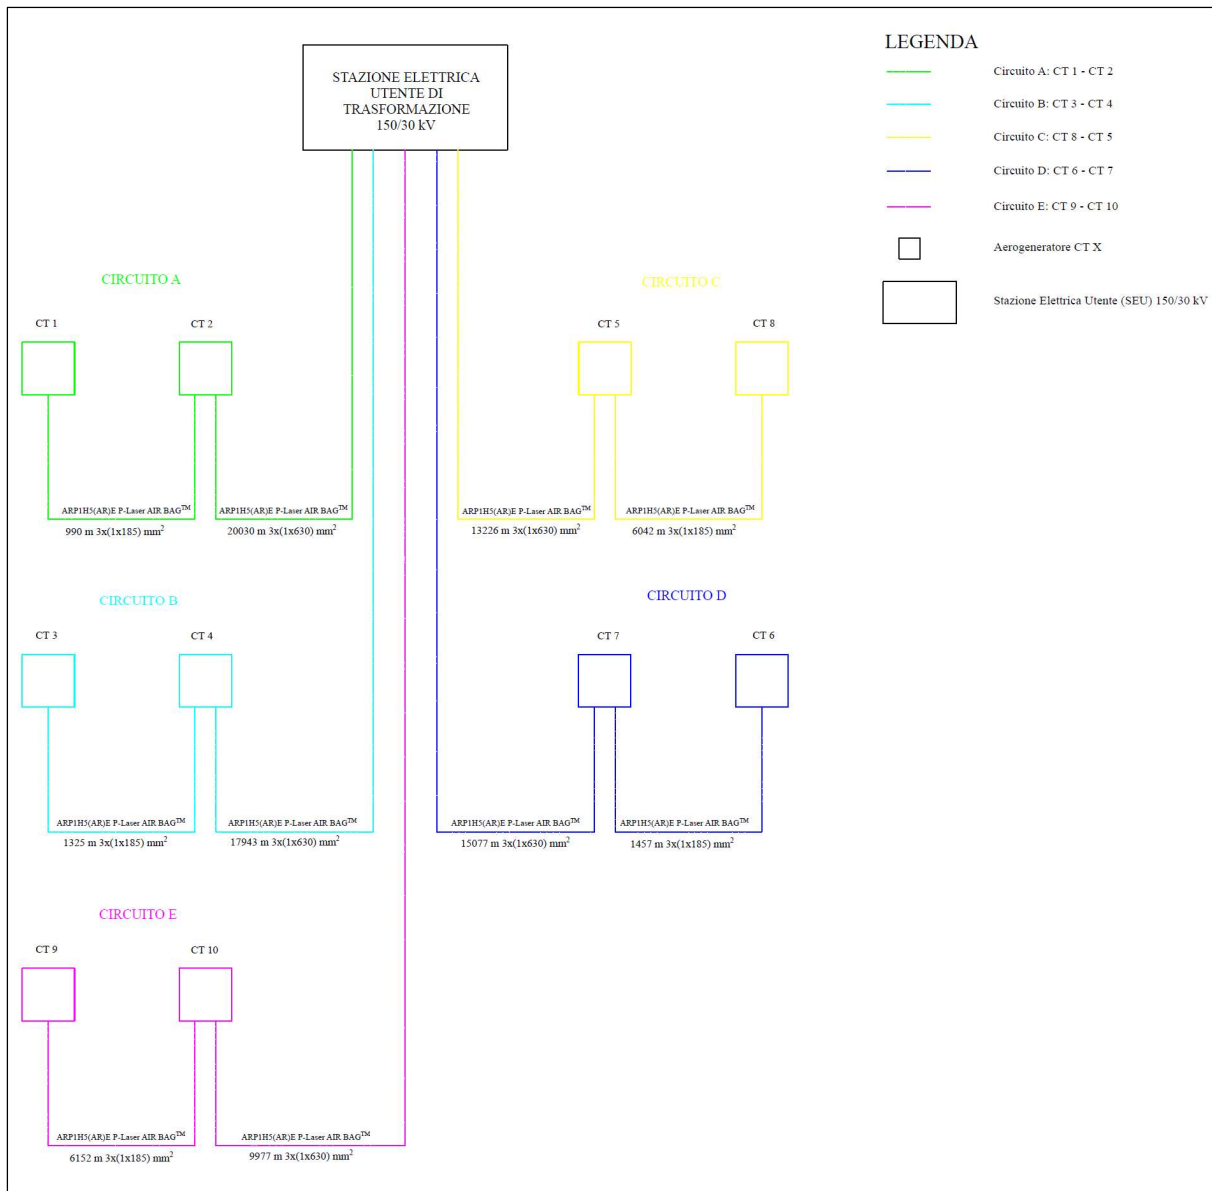 STAZIONE ELETTRICA
UTENTE DI
TRASFORMAZIONE
150/30 kV
LEGENDA
Circuito A: CT 1 - CT 2
Circuito B: CT 3 - CT 4
Circuito C: CT 8 - CT 5
Circuito D: CT 6 - CT 7
Circuito E: CT 9 - CT 10
Aerogeneratore CT X
Stazione Elettrica Utente (SEU) 150/30 kV
CIRCUITO A
CT 1
CT 2
ARP1H5(AR)E P-Laser AIR BAG™
990 m 3x(1x185) mm²
ARP1H5(AR)E P-Laser AIR BAG™
20030 m 3x(1x630) mm²
CIRCUITO C
CT 5
CT 8
ARP1H5(AR)E P-Laser AIR BAG™
13226 m 3x(1x630) mm²
ARP1H5(AR)E P-Laser AIR BAG™
6042 m 3x(1x185) mm²
CIRCUITO B
CT 3
CT 4
ARP1H5(AR)E P-Laser AIR BAG™
1325 m 3x(1x185) mm²
ARP1H5(AR)E P-Laser AIR BAG™
17943 m 3x(1x630) mm²
CIRCUITO D
CT 7
CT 6
ARP1H5(AR)E P-Laser AIR BAG™
15077 m 3x(1x630) mm²
ARP1H5(AR)E P-Laser AIR BAG™
1457 m 3x(1x185) mm²
CIRCUITO E
CT 9
CT 10
ARP1H5(AR)E P-Laser AIR BAG™
6152 m 3x(1x185) mm²
ARP1H5(AR)E P-Laser AIR BAG™
9977 m 3x(1x630) mm²